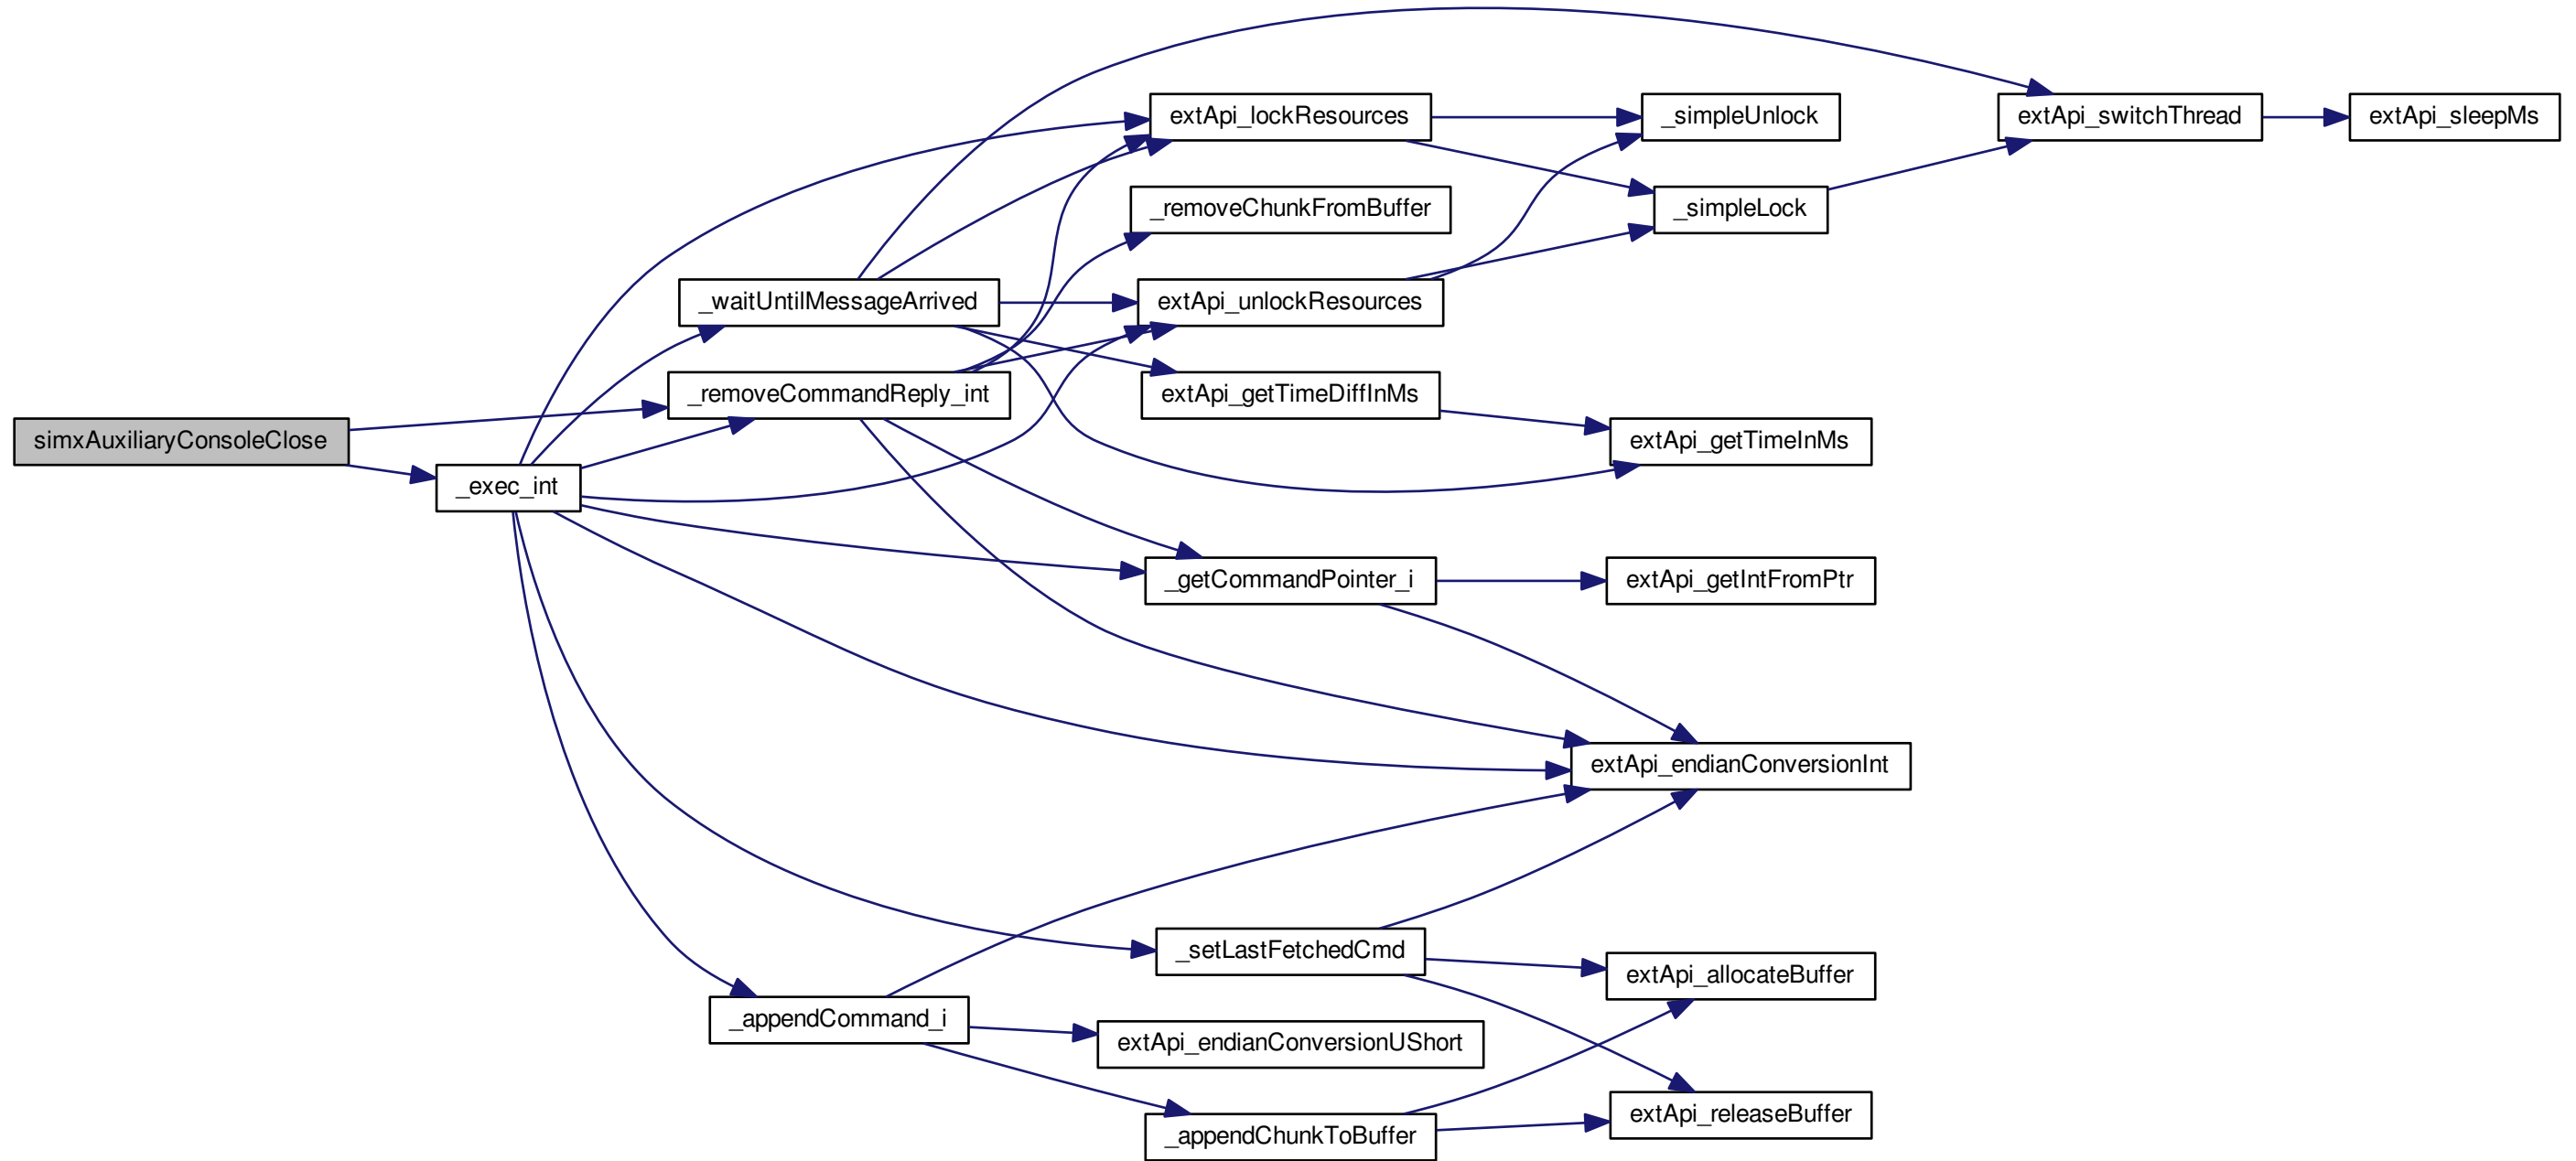 extApi_lockResources
_simpleUnlock
extApi_switchThread
extApi_sleepMs
_removeChunkFromBuffer
_simpleLock
_waitUntilMessageArrived
extApi_unlockResources
_removeCommandReply_int
extApi_getTimeDiffInMs
simxAuxiliaryConsoleClose
extApi_getTimeInMs
_exec_int
_getCommandPointer_i
extApi_getIntFromPtr
extApi_endianConversionInt
_setLastFetchedCmd
extApi_allocateBuffer
_appendCommand_i
extApi_endianConversionUShort
extApi_releaseBuffer
_appendChunkToBuffer